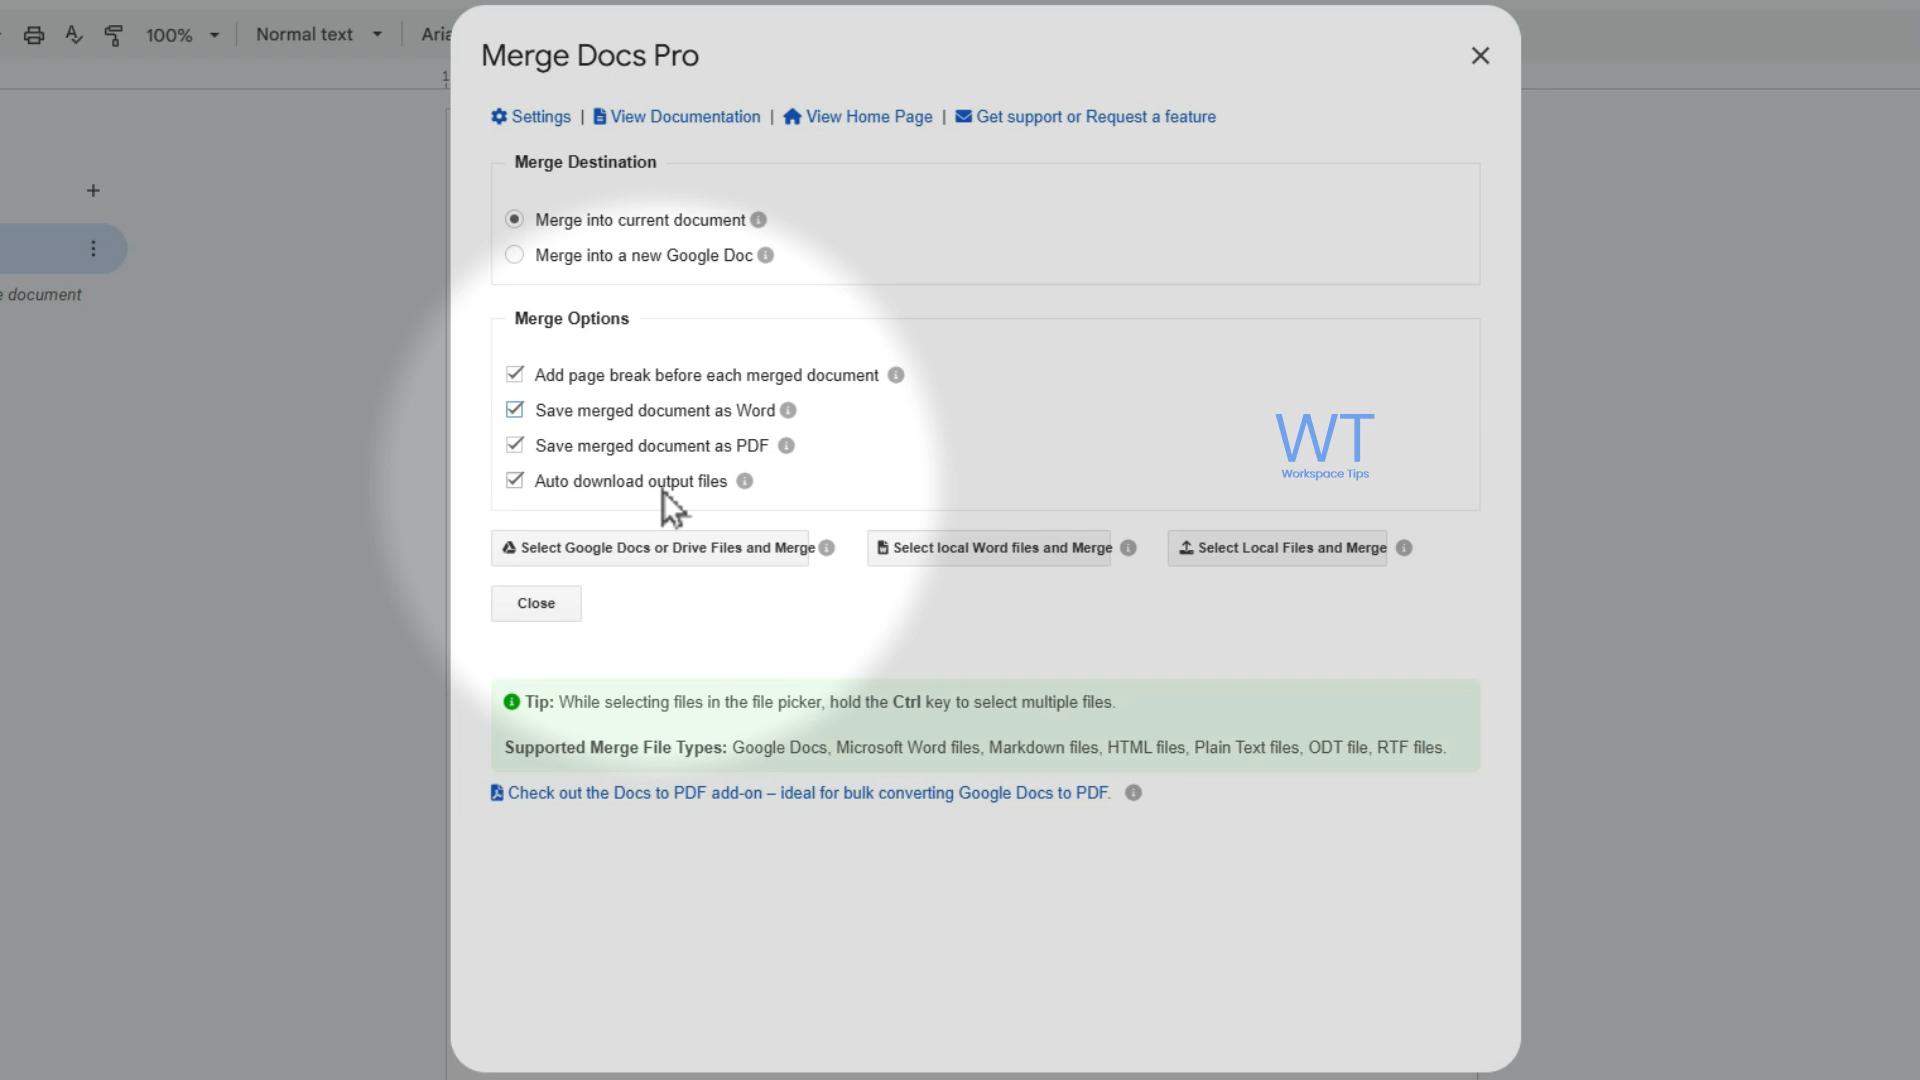 100%
Normal text
Merge Docs Pro
Settings | View Documentation | View Home Page | Get support or Request a feature
Merge Destination
Merge into current document
Merge into a new Google Doc
e document
Merge Options
Add page break before each merged document
Save merged document as Word
Save merged document as PDF
Auto download output files
WT
Workspace Tips
Select Google Docs or Drive Files and Merge
Select local Word files and Merge
Select Local Files and Merge
Close
Tip: While selecting files in the file picker, hold the Ctrl key to select multiple files.
Supported Merge File Types: Google Docs, Microsoft Word files, Markdown files, HTML files, Plain Text files, ODT file, RTF files.
Check out the Docs to PDF add-on – ideal for bulk converting Google Docs to PDF.